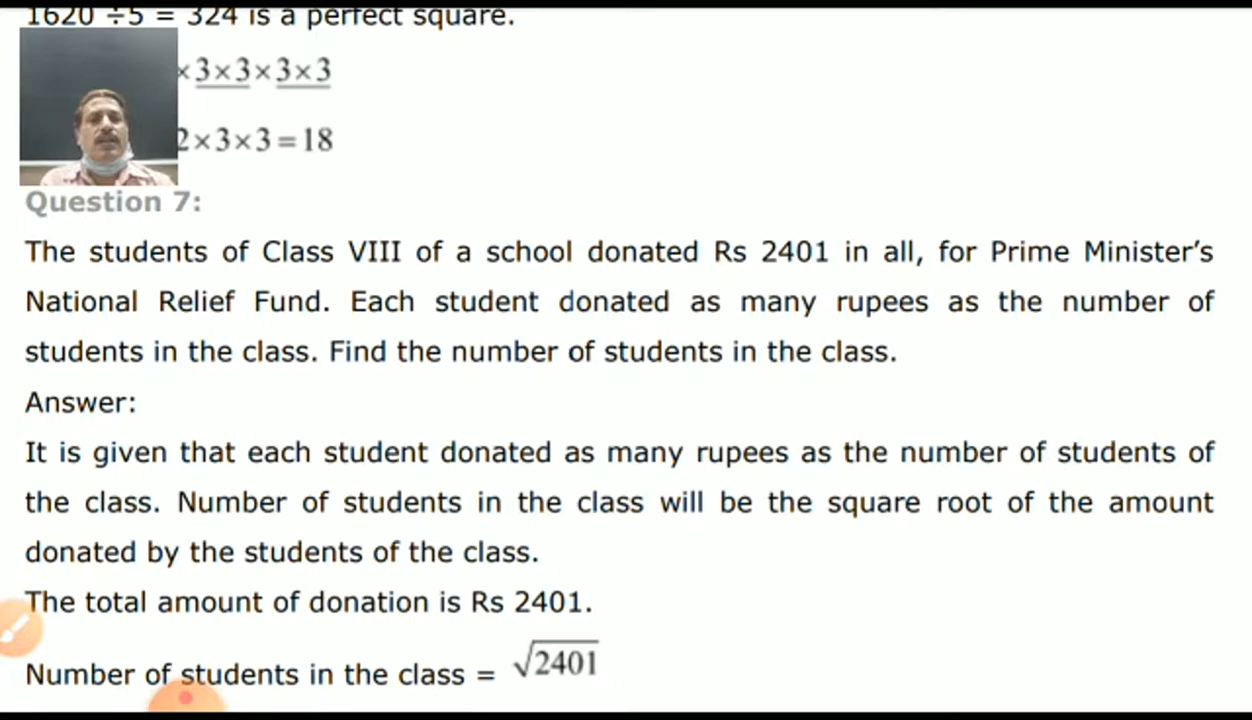 1620 ÷5 = 324 is a perfect square.
×3×3×3×3
2×3×3=18
Question 7:
The students of Class VIII of a school donated Rs 2401 in all, for Prime Minister’s
National Relief Fund. Each student donated as many rupees as the number of
students in the class. Find the number of students in the class.
Answer:
It is given that each student donated as many rupees as the number of students of
the class. Number of students in the class will be the square root of the amount
donated by the students of the class.
The total amount of donation is Rs 2401.
Number of students in the class = √2401